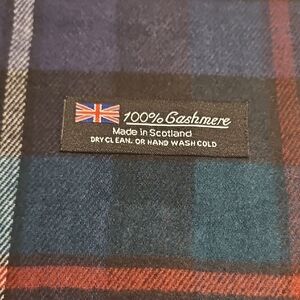 100% Cashmere
Made in Scotland
DRY CLEAN. OR HAND WASH COLD